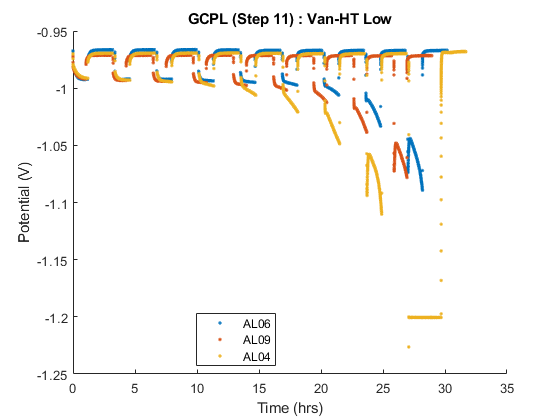 GCPL (Step 11) : Van-HT Low
-0.95
-1
-1.05
-1.1
-1.15
-1.2
-1.25
Potential (V)
0 5 10 15 20 25 30 35
Time (hrs)
AL06
AL09
AL04